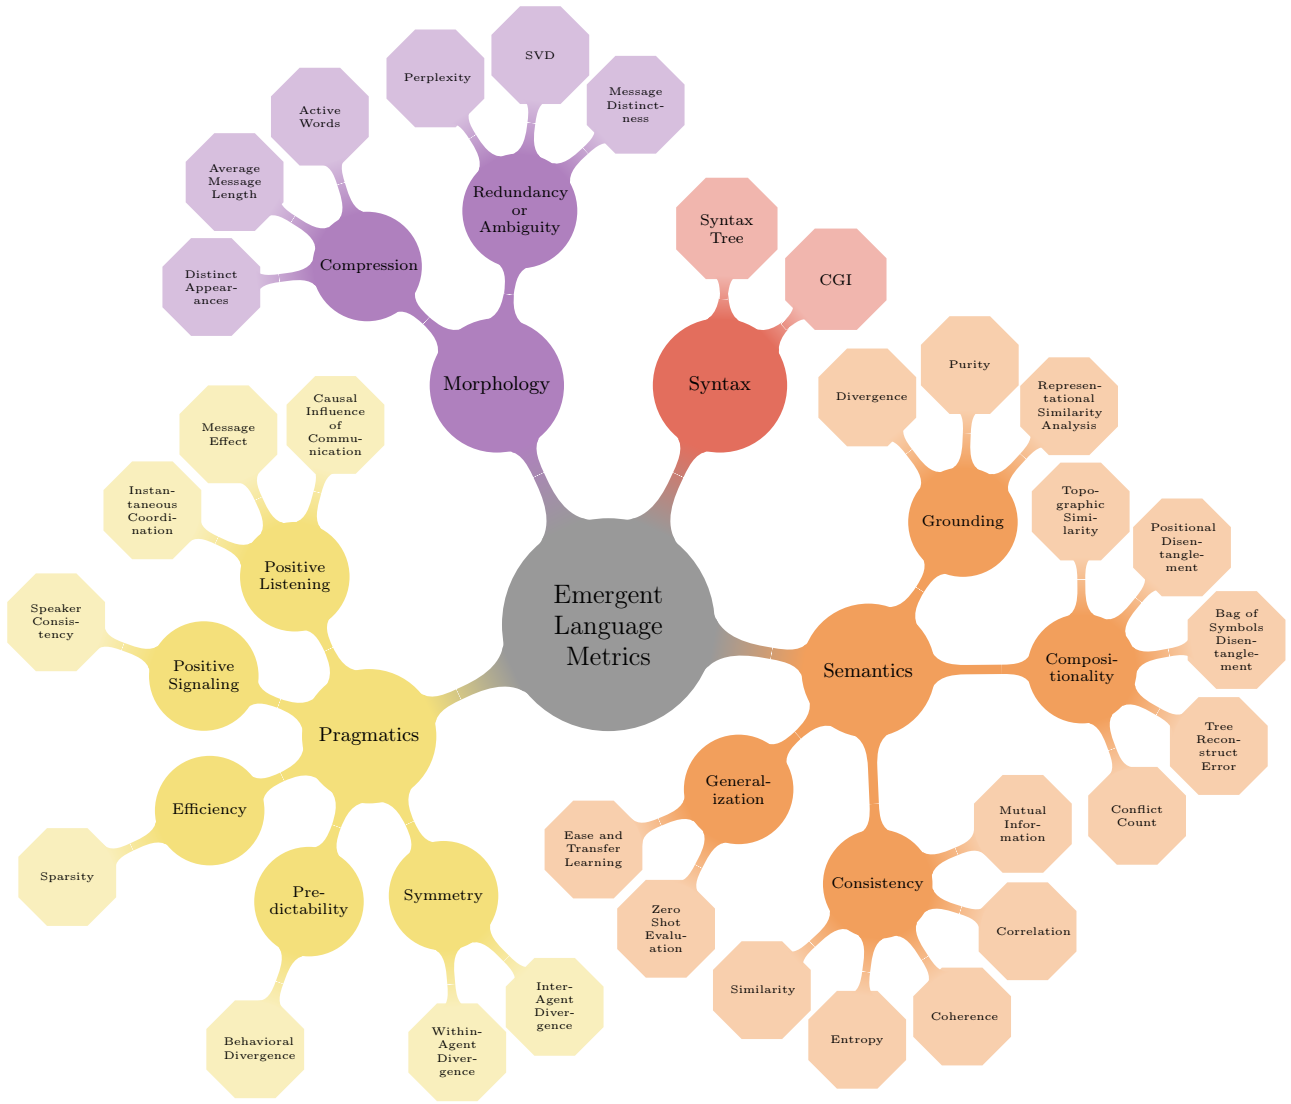 Emergent
Language
Metrics
Morphology
Compression
Distinct
Appear-
ances
Average
Message
Length
Active
Words
Redundancy
or
Ambiguity
Perplexity
SVD
Message
Distinct-
ness
Syntax
Syntax
Tree
CGI
Semantics
Grounding
Divergence
Purity
Represen-
tational
Similarity
Analysis
Composi-
tionality
Topo-
graphic
Simi-
larity
Positional
Disen-
tangle-
ment
Bag of
Symbols
Disen-
tangle-
ment
Tree
Recon-
struct
Error
Conflict
Count
Consistency
Mutual
Infor-
mation
Correlation
Coherence
Entropy
Similarity
General-
ization
Zero
Shot
Evalu-
ation
Ease and
Transfer
Learning
Pragmatics
Symmetry
Inter-
Agent
Diver-
gence
Within-
Agent
Diver-
gence
Pre-
dictability
Behavioral
Divergence
Efficiency
Sparsity
Positive
Signaling
Speaker
Consis-
tency
Positive
Listening
Instan-
taneous
Coordi-
nation
Message
Effect
Causal
Influence
of
Commu-
nication